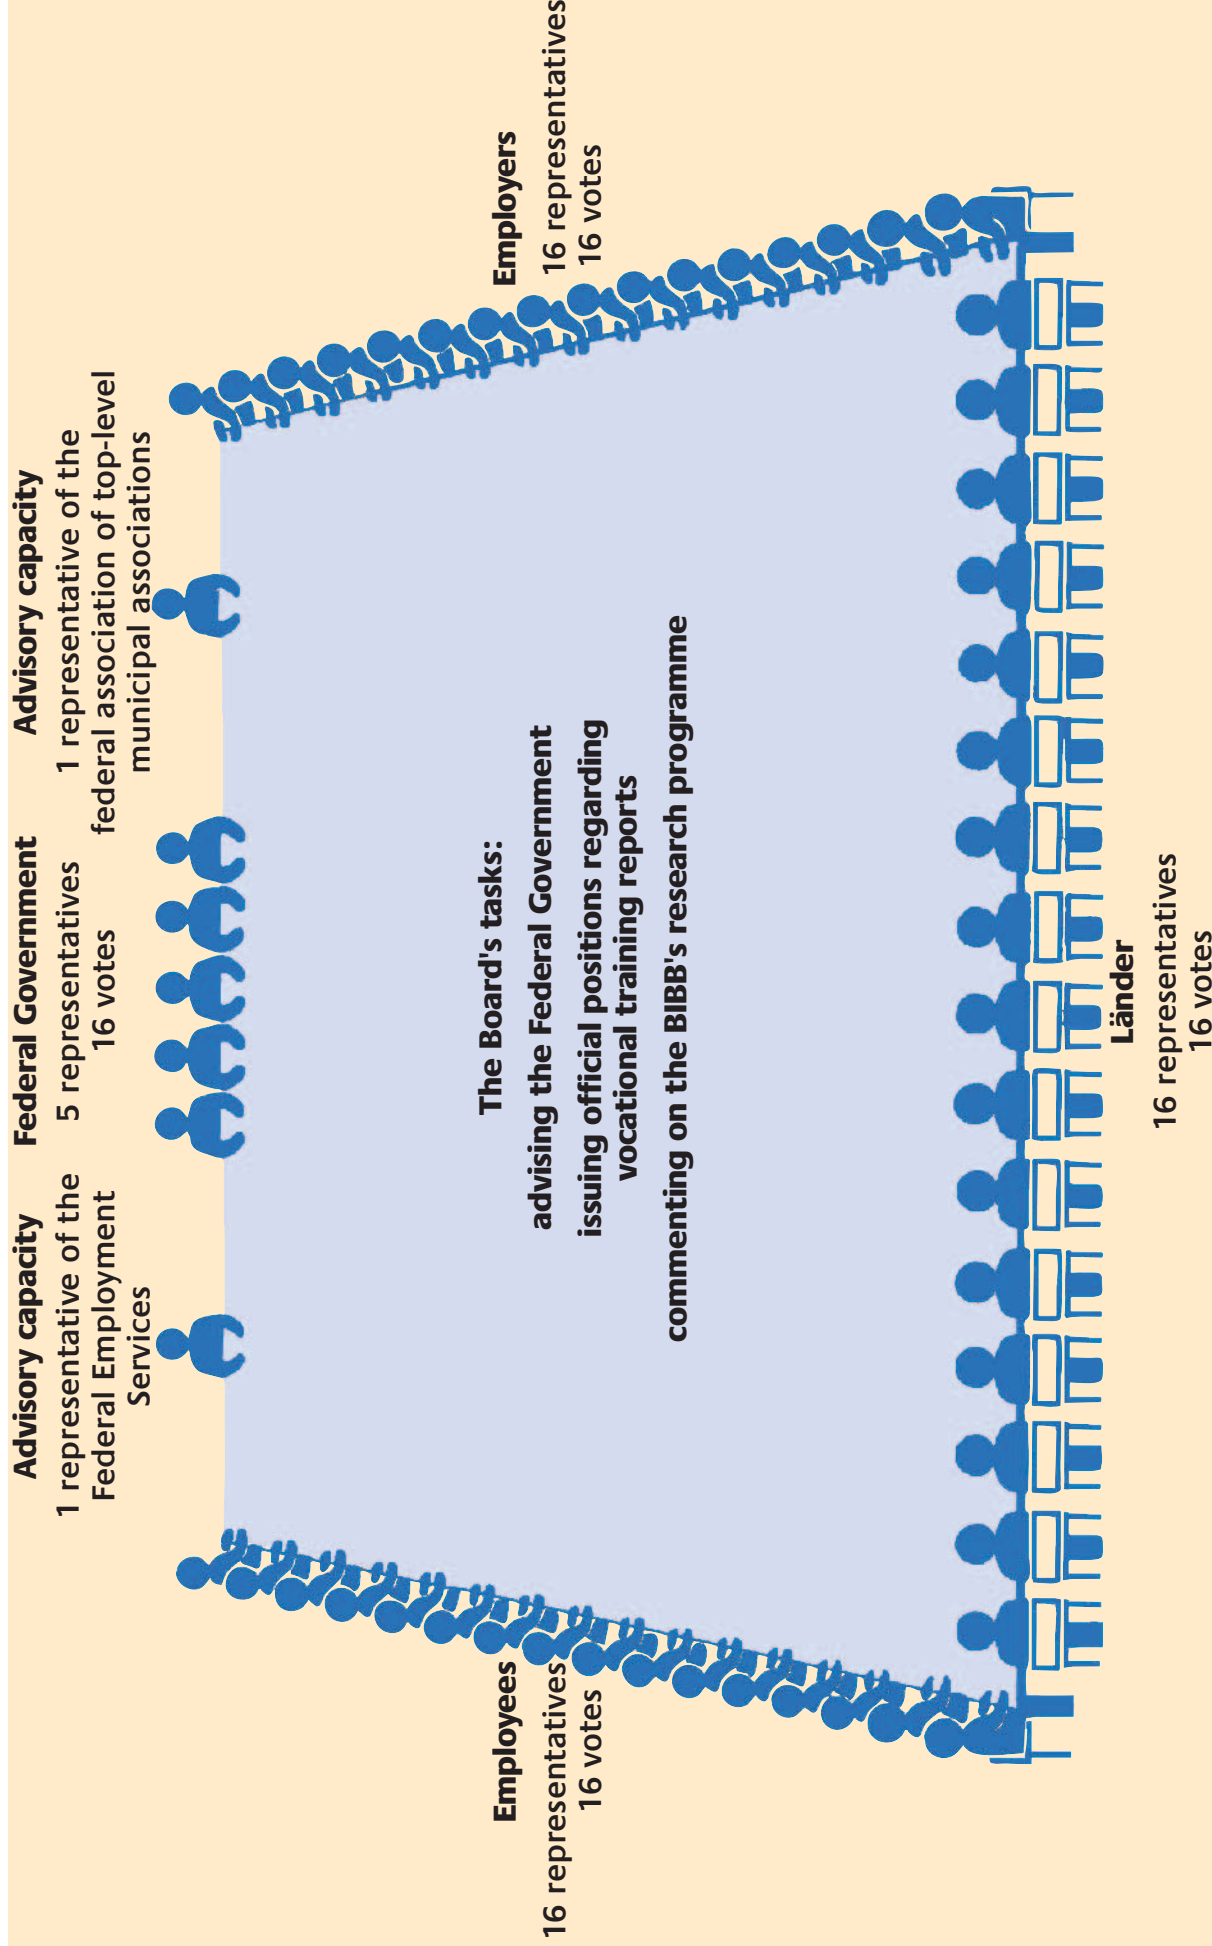 Advisory capacity
1 representative of the
Federal Employment
Services
Federal Government
5 representatives
16 votes
Advisory capacity
1 representative of the
federal association of top-level
municipal associations
Employees
16 representatives
16 votes
The Board's tasks:
advising the Federal Government
issuing official positions regarding
vocational training reports
commenting on the BIBB's research programme
Employers
16 representatives
16 votes
Länder
16 representatives
16 votes